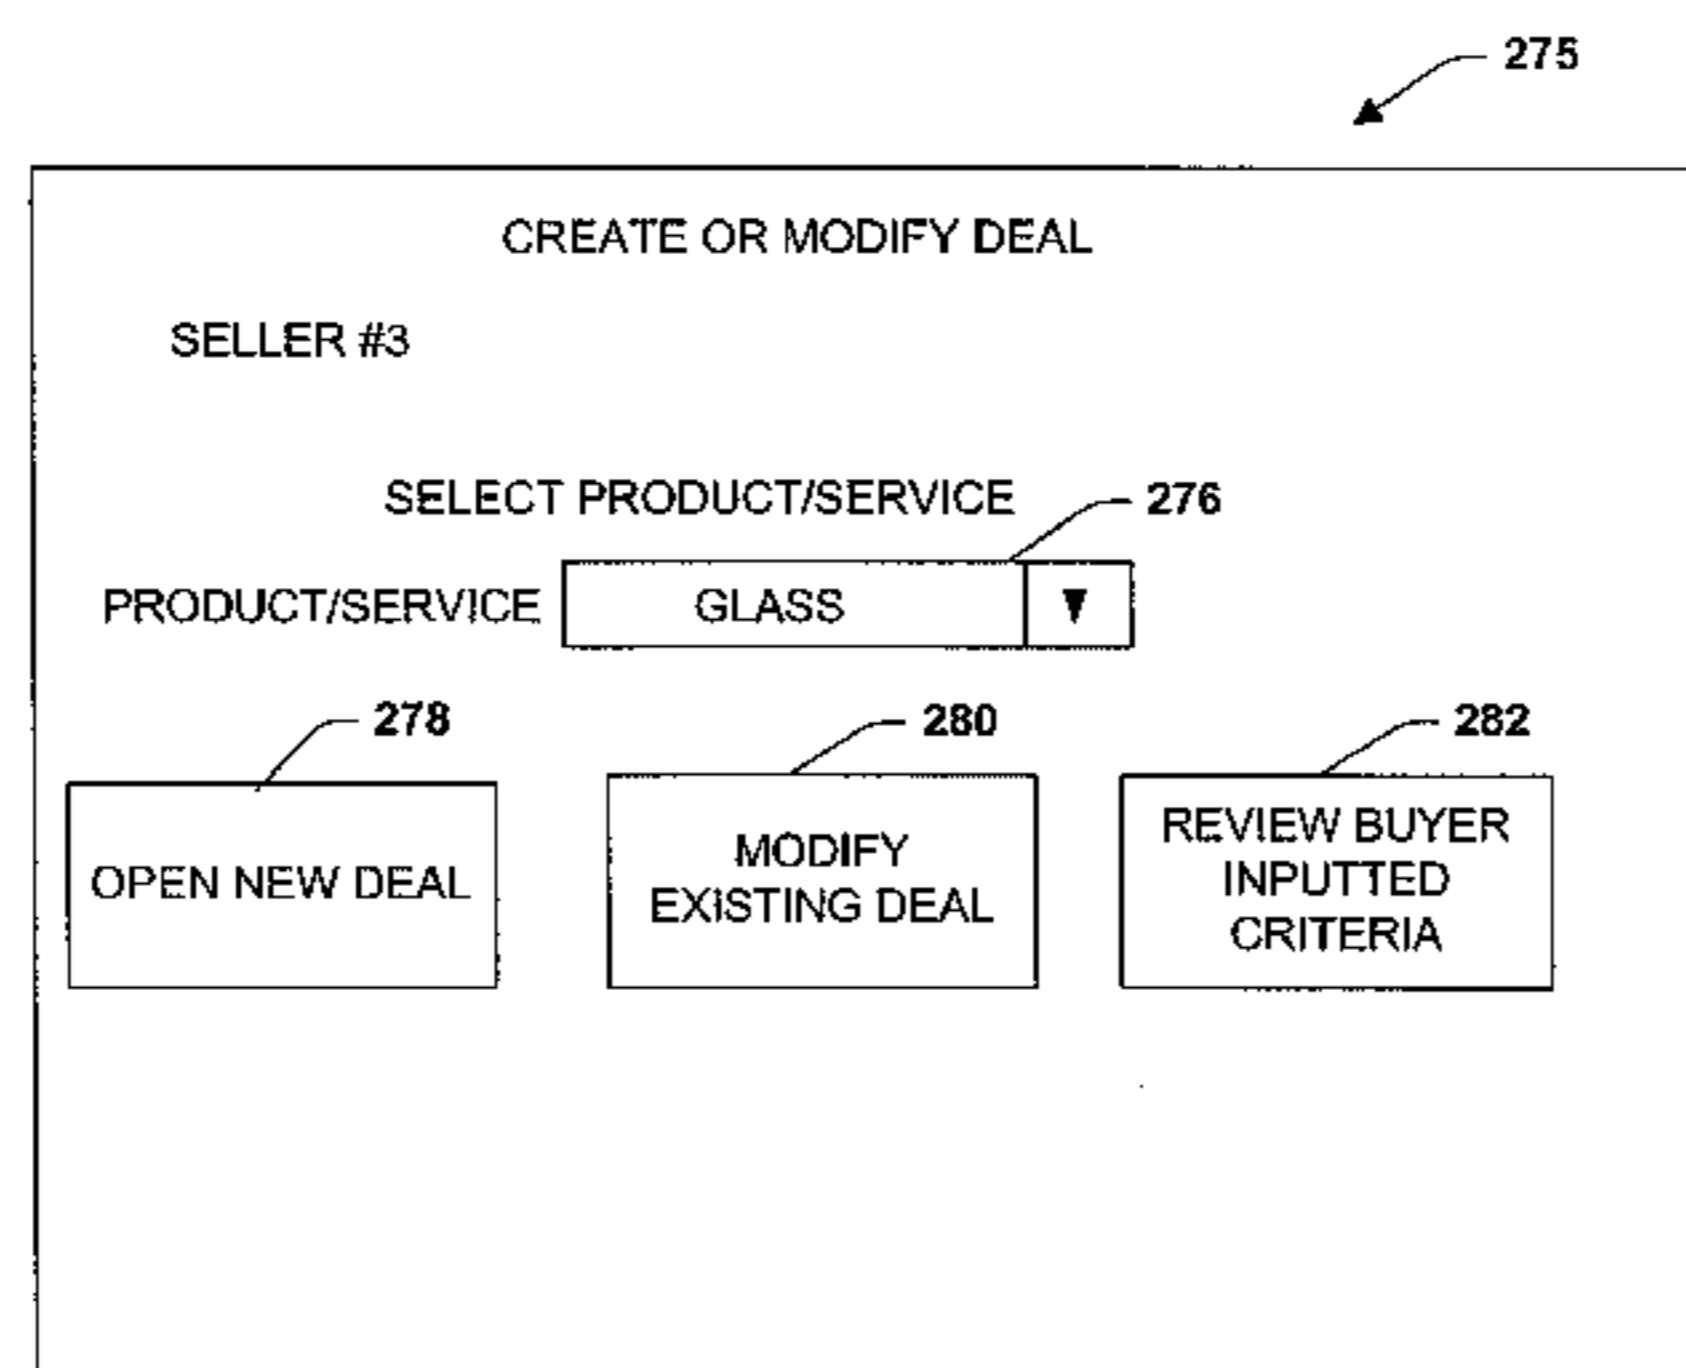 275
CREATE OR MODIFY DEAL
SELLER #3
SELECT PRODUCT/SERVICE
276
PRODUCT/SERVICE
GLASS
278
280
282
OPEN NEW DEAL
MODIFY
EXISTING DEAL
REVIEW BUYER
INPUTTED
CRITERIA